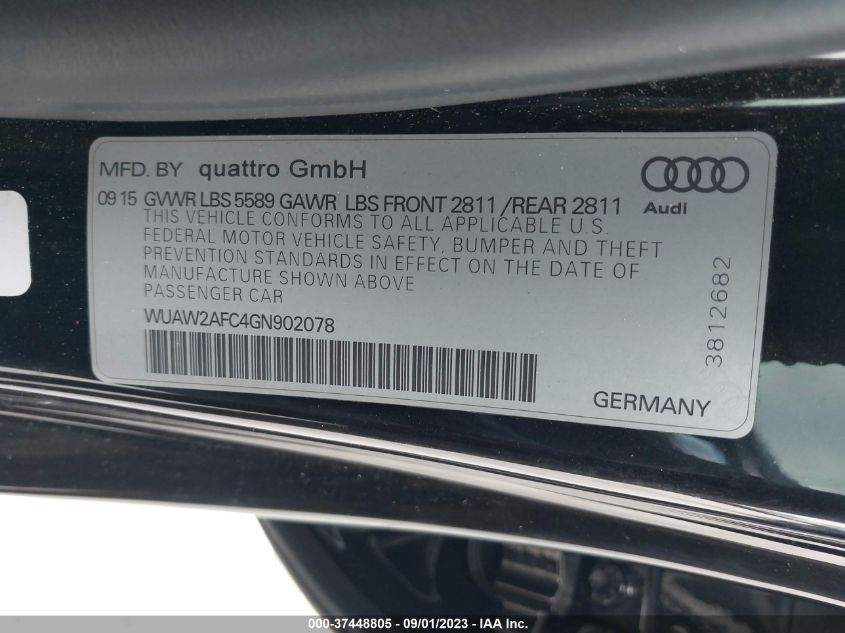 MFD. BY quattro GmbH
09 15 GVWR LBS 5589 GAWR LBS FRONT 2811 / REAR 2811
Audi
THIS VEHICLE CONFORMS TO ALL APPLICABLE U.S.
FEDERAL MOTOR VEHICLE SAFETY, BUMPER AND THEFT
PREVENTION STANDARDS IN EFFECT ON THE DATE OF
MANUFACTURE SHOWN ABOVE
PASSENGER CAR
WUAW2AFC4GN902078
3812682
GERMANY
000-37448805 - 09/01/2023 - IAA Inc.